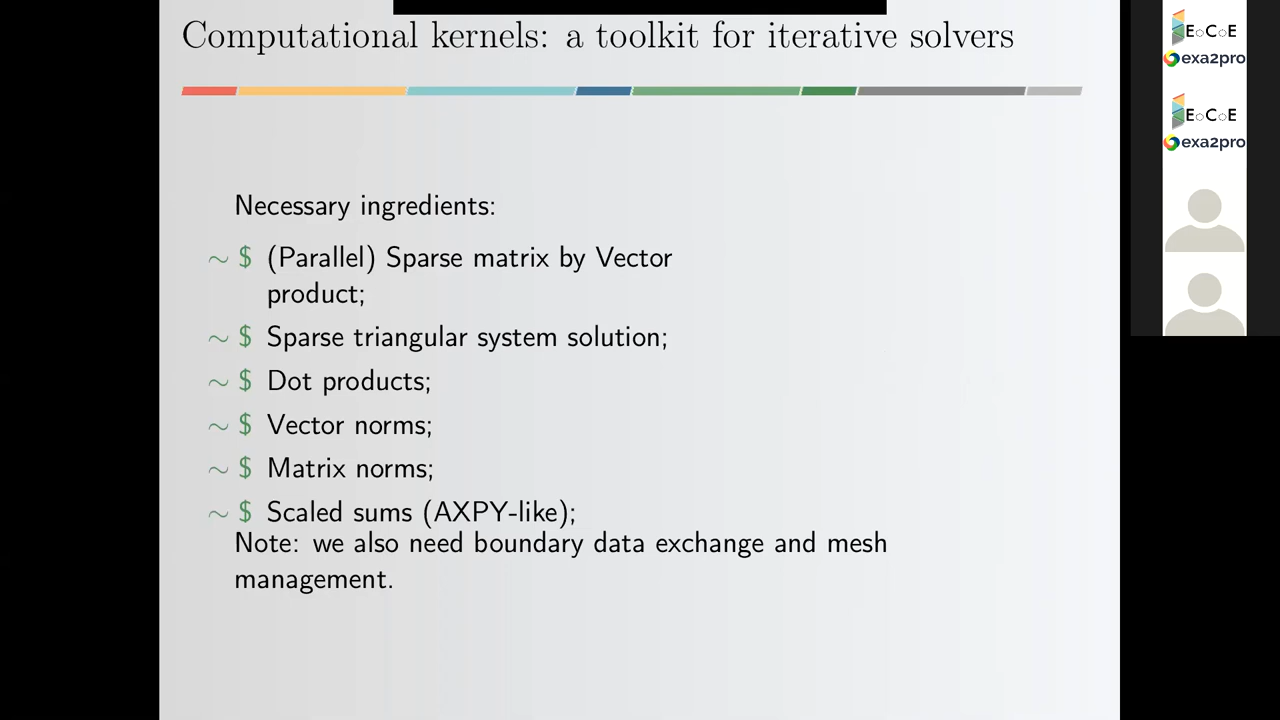 Computational kernels: a toolkit for iterative solvers
Necessary ingredients:
∼ $ (Parallel) Sparse matrix by Vector
product;
∼ $ Sparse triangular system solution;
∼ $ Dot products;
∼ $ Vector norms;
∼ $ Matrix norms;
∼ $ Scaled sums (AXPY-like);
Note: we also need boundary data exchange and mesh
management.
EoCoE
exa2pro
EoCoE
exa2pro